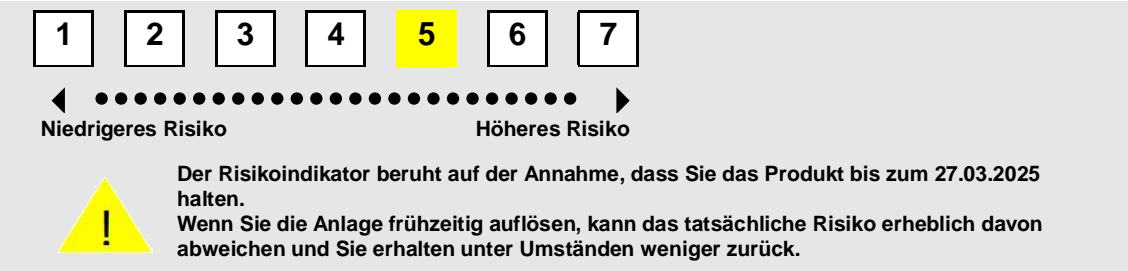 1 2 3 4 5 6 7
Niedrigeres Risiko Höheres Risiko
Der Risikoindikator beruht auf der Annahme, dass Sie das Produkt bis zum 27.03.2025
halten.
Wenn Sie die Anlage frühzeitig auflösen, kann das tatsächliche Risiko erheblich davon
abweichen und Sie erhalten unter Umständen weniger zurück.
!